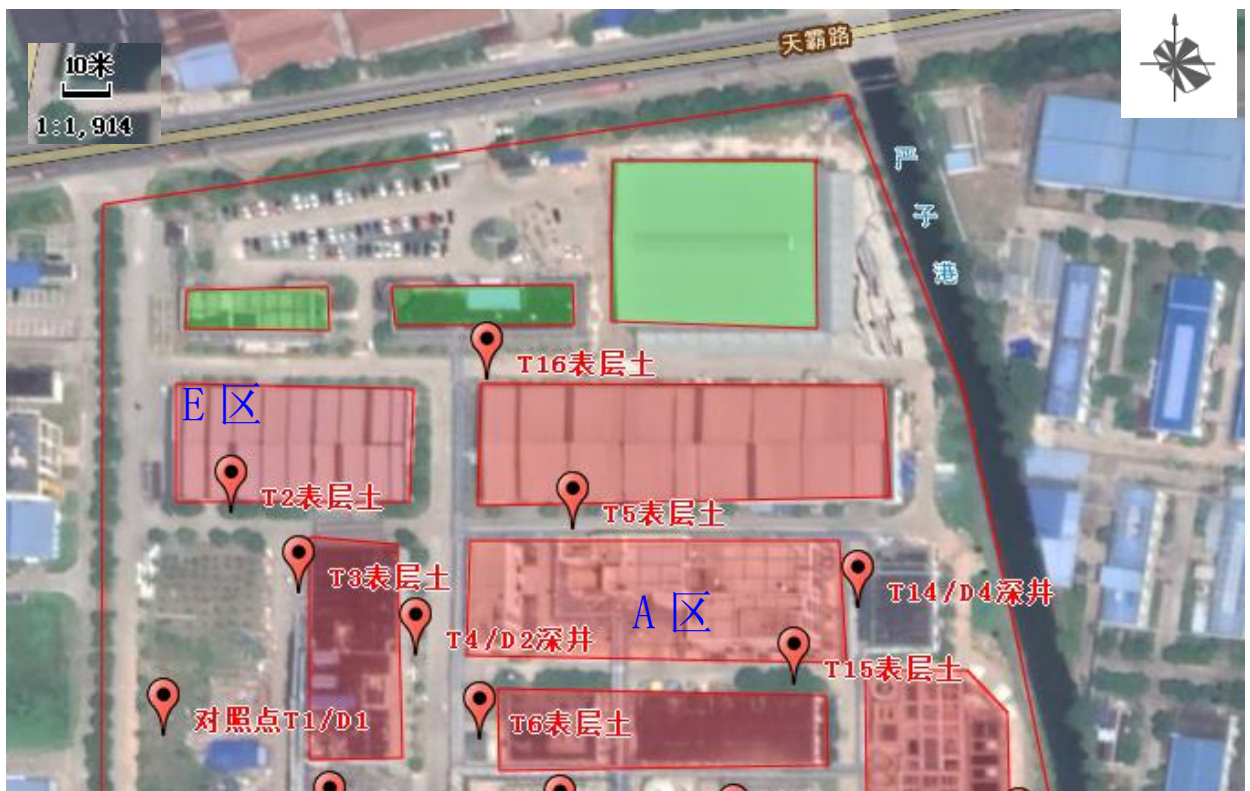 天霸路
10米
1:1,914
严
子
港
T16表层土
E区
T2表层土
T5表层土
T3表层土
T14/D4深井
A区
T4/D2深井
T15表层土
对照点T1/D1
T6表层土